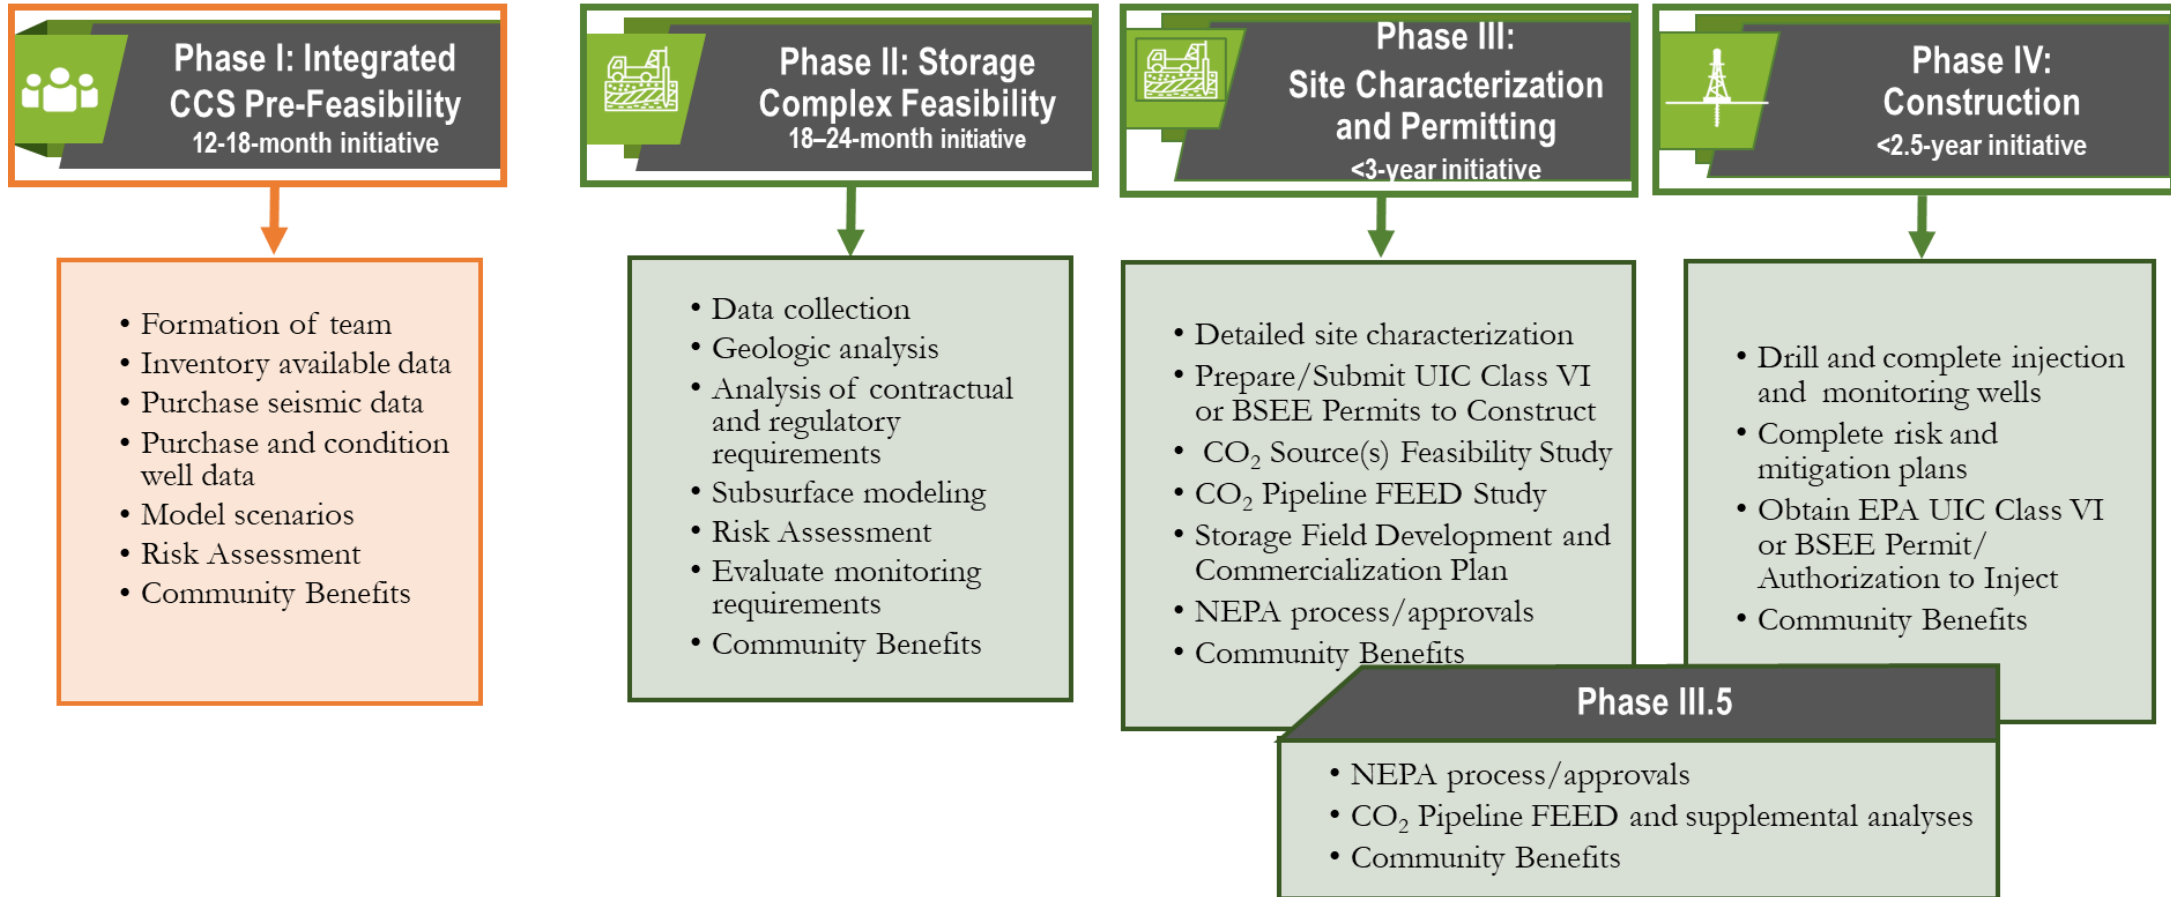 Phase I: Integrated
CCS Pre-Feasibility
12-18-month initiative
• Formation of team
• Inventory available data
• Purchase seismic data
• Purchase and condition
well data
• Model scenarios
• Risk Assessment
• Community Benefits
Phase II: Storage
Complex Feasibility
18–24-month initiative
• Data collection
• Geologic analysis
• Analysis of contractual
and regulatory
requirements
• Subsurface modeling
• Risk Assessment
• Evaluate monitoring
requirements
• Community Benefits
Phase III:
Site Characterization
and Permitting
<3-year initiative
• Detailed site characterization
• Prepare/Submit UIC Class VI
or BSEE Permits to Construct
• CO₂ Source(s) Feasibility Study
• CO₂ Pipeline FEED Study
• Storage Field Development and
Commercialization Plan
• NEPA process/approvals
• Community Benefits
Phase IV:
Construction
<2.5-year initiative
• Drill and complete injection
and monitoring wells
• Complete risk and
mitigation plans
• Obtain EPA UIC Class VI
or BSEE Permit/
Authorization to Inject
• Community Benefits
Phase III.5
• NEPA process/approvals
• CO₂ Pipeline FEED and supplemental analyses
• Community Benefits